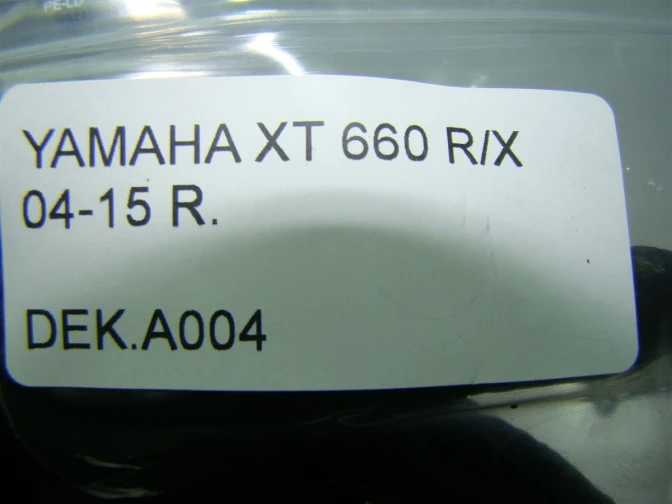 YAMAHA XT 660 R/X
04-15 R.
DEK.A004